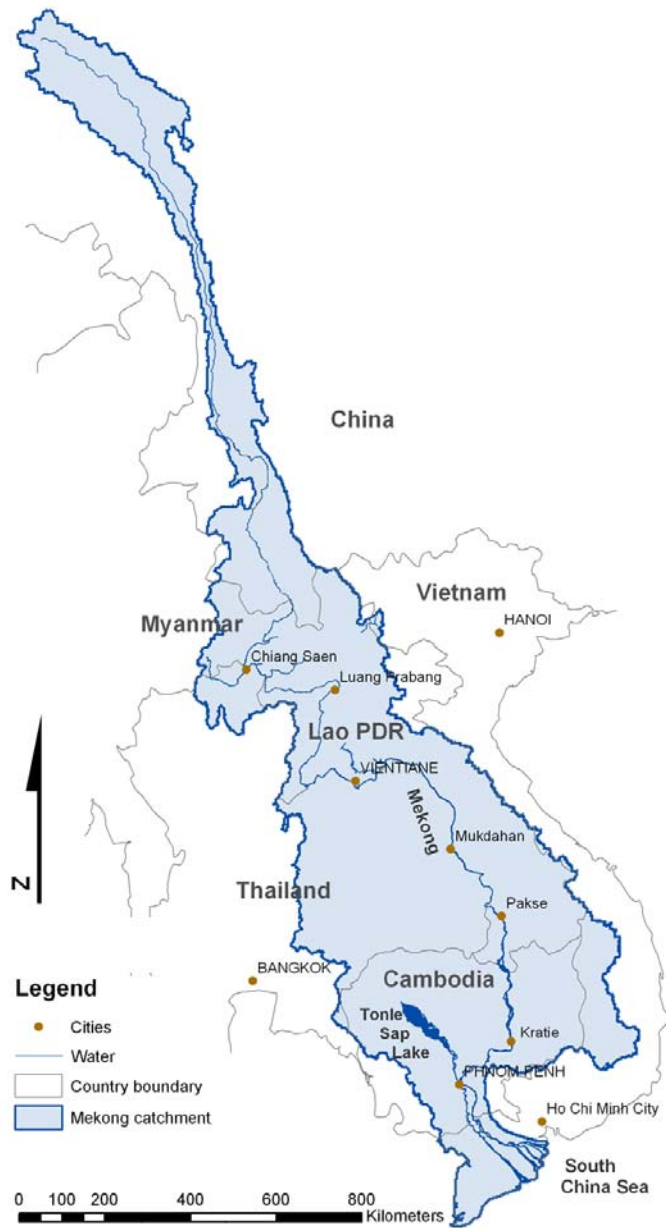 China
Vietnam
HANOI
Myanmar
Chiang Saen
Luang Prabang
Lao PDR
VIENTIANE
Mekong
Mukdahan
Thailand
Pakse
BANGKOK
Cambodia
Tonle
Sap
Lake
Kratie
PHNOM PENH
Ho Chi Minh City
South
China Sea
N
Legend
Cities
Water
Country boundary
Mekong catchment
0 100 200 400 600 800
Kilometers